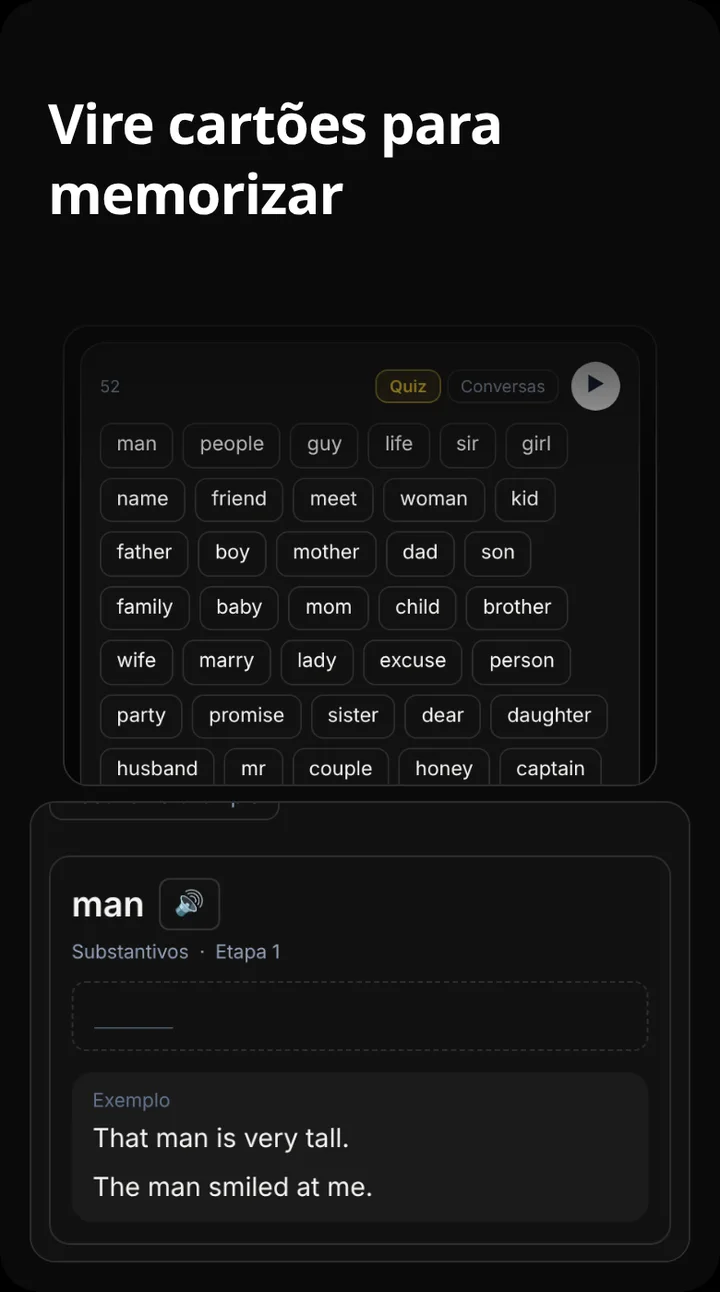 Vire cartões para
memorizar
52
Quiz
Conversas
man people guy life sir girl
name friend meet woman kid
father boy mother dad son
family baby mom child brother
wife marry lady excuse person
party promise sister dear daughter
husband mr couple honey captain
man
Substantivos · Etapa 1
Exemplo
That man is very tall.
The man smiled at me.